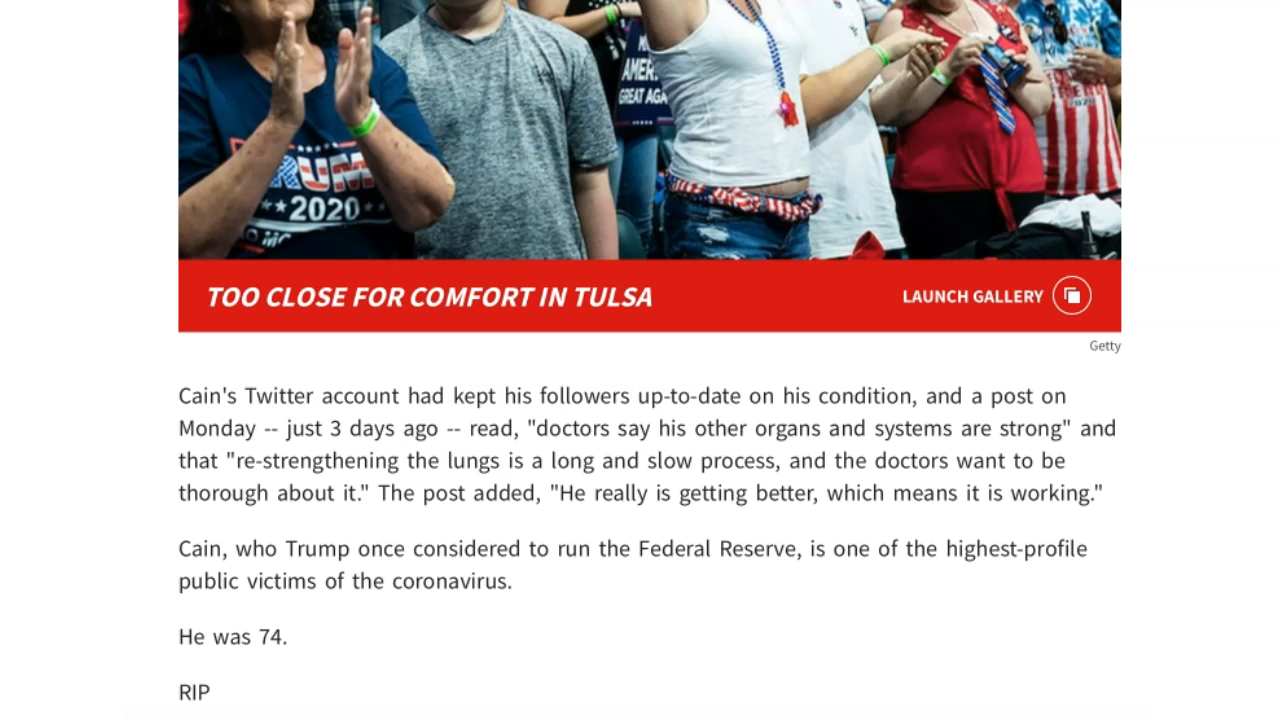 TRUMP
2020
AMER
GREAT AGA
2020
TOO CLOSE FOR COMFORT IN TULSA
LAUNCH GALLERY
Getty
Cain's Twitter account had kept his followers up-to-date on his condition, and a post on
Monday -- just 3 days ago -- read, "doctors say his other organs and systems are strong" and
that "re-strengthening the lungs is a long and slow process, and the doctors want to be
thorough about it." The post added, "He really is getting better, which means it is working."
Cain, who Trump once considered to run the Federal Reserve, is one of the highest-profile
public victims of the coronavirus.
He was 74.
RIP